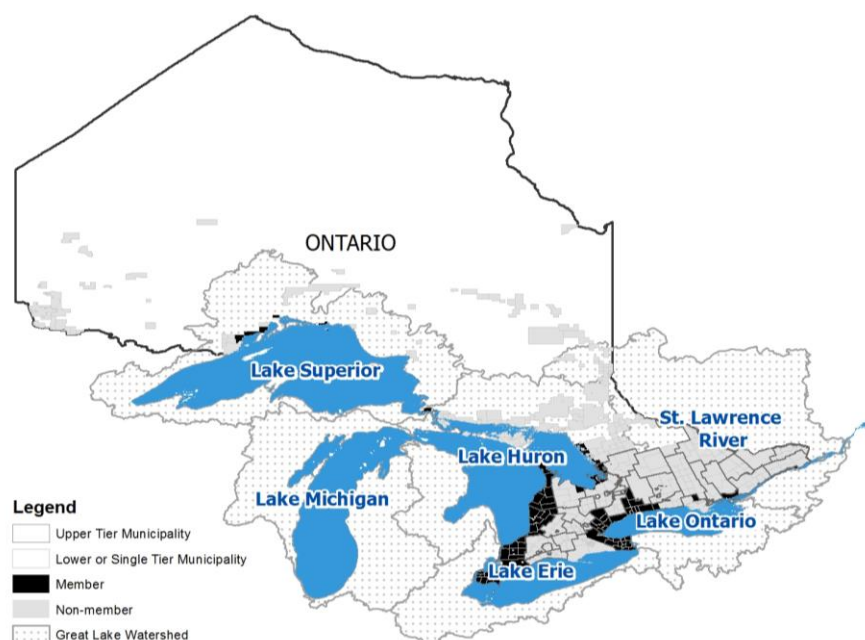 ONTARIO
Lake Superior
St. Lawrence
River
Lake Huron
Lake Michigan
Lake Ontario
Lake Erie
Legend
Upper Tier Municipality
Lower or Single Tier Municipality
Member
Non-member
Great Lake Watershed